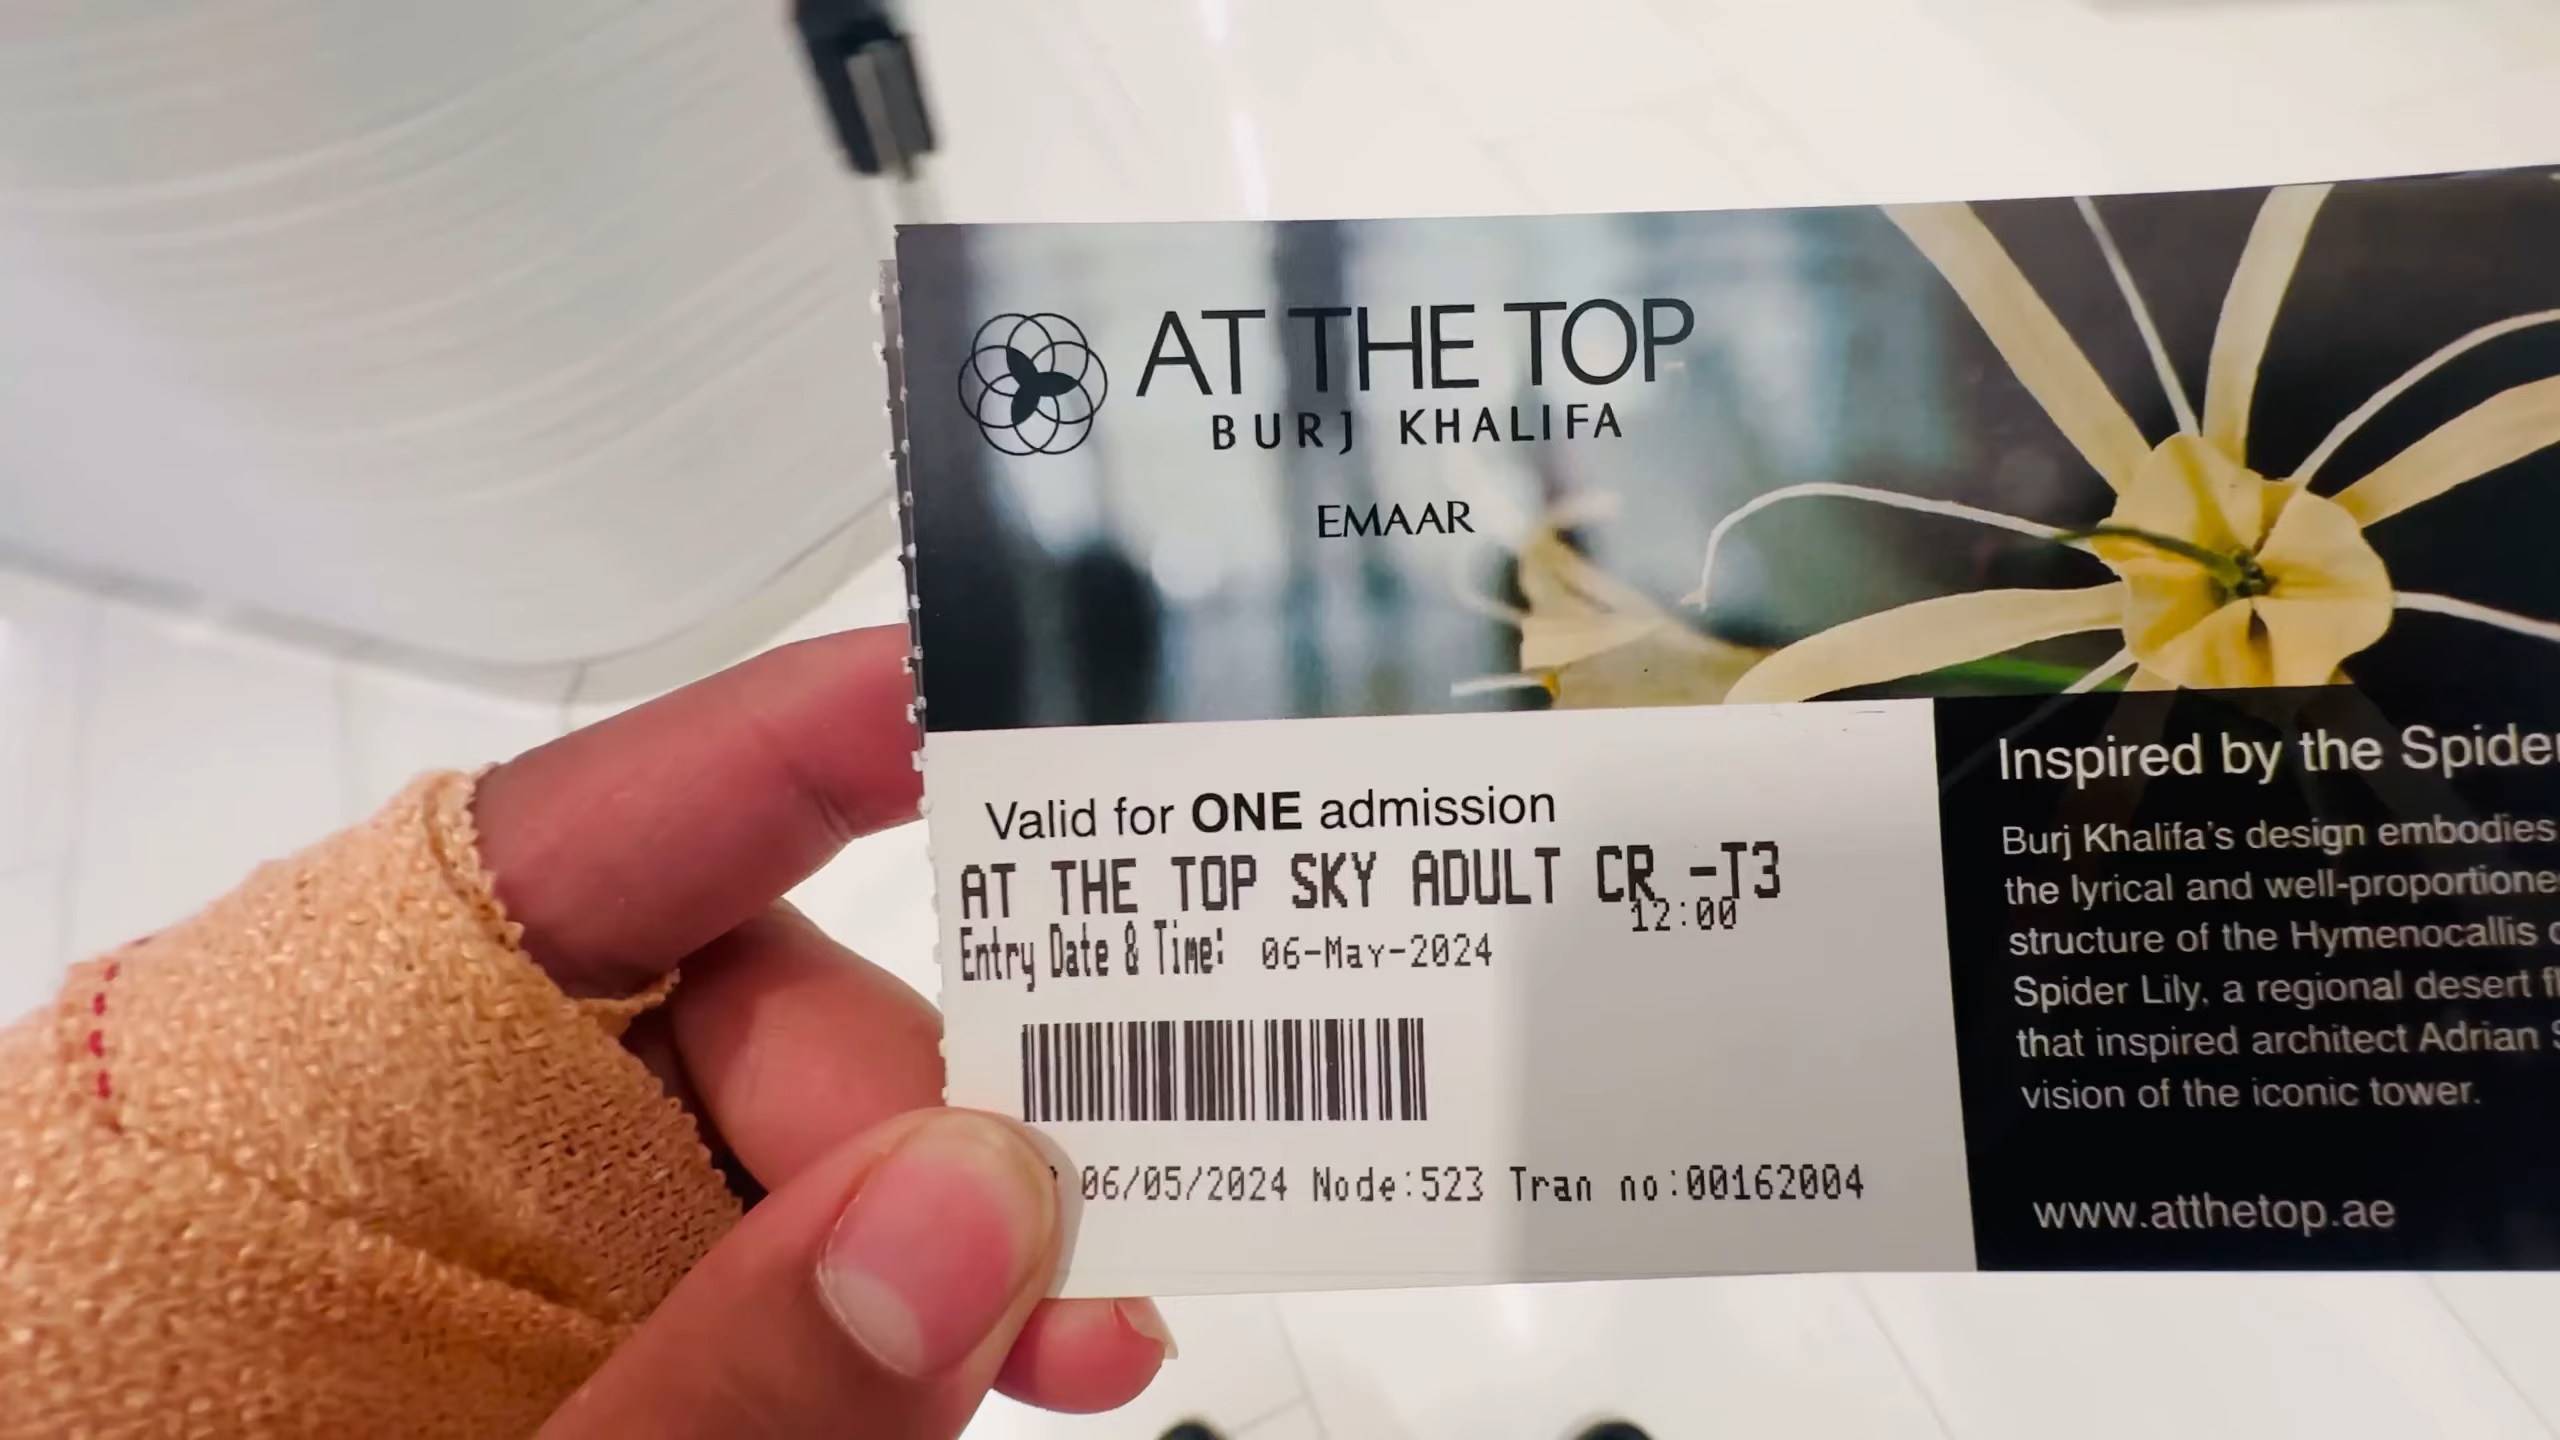 AT THE TOP
BURJ KHALIFA
EMAAR
Valid for ONE admission
AT THE TOP SKY ADULT CR -T3
12:00
Entry Date & Time: 06-May-2024
06/05/2024 Node:523 Tran no:00162004
Inspired by the Spider
Burj Khalifa's design embodies
the lyrical and well-proportione
structure of the Hymenocallis
Spider Lily, a regional desert
that inspired architect Adrian
vision of the iconic tower.
www.atthetop.ae